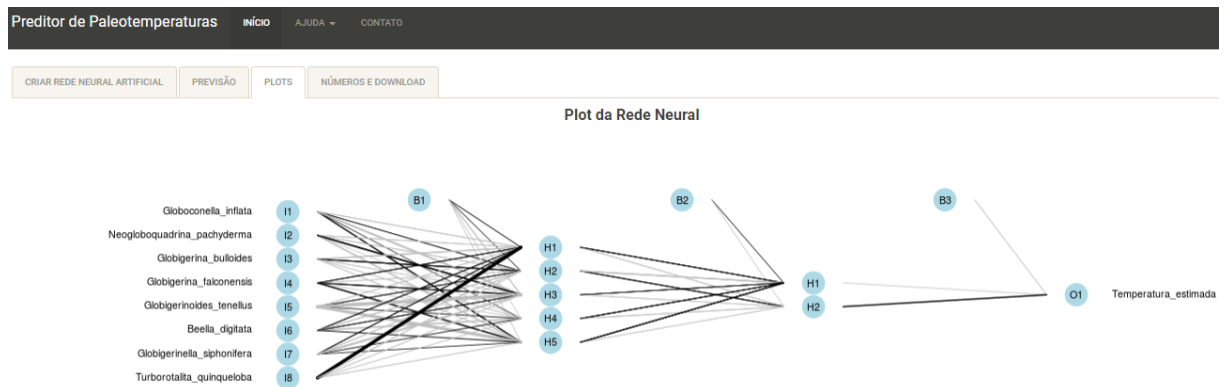 Preditor de Paleotemperaturas INÍCIO AJUDA CONTATO
CRIAR REDE NEURAL ARTIFICIAL PREVISÃO PLOTS NÚMEROS E DOWNLOAD
Plot da Rede Neural
B1 B2 B3
Globoconella_inflata I1
Neogloboquadrina_pachyderma I2
Globigerina_bulloides I3
Globigerina_falconensis I4
Globigerinoides_tenellus I5
Beella_digitata I6
Globigerinella_siphonifera I7
Turborotalita_quinqueloba I8
H1
H2
H3
H4
H5
H1
H2
O1 Temperatura_estimada